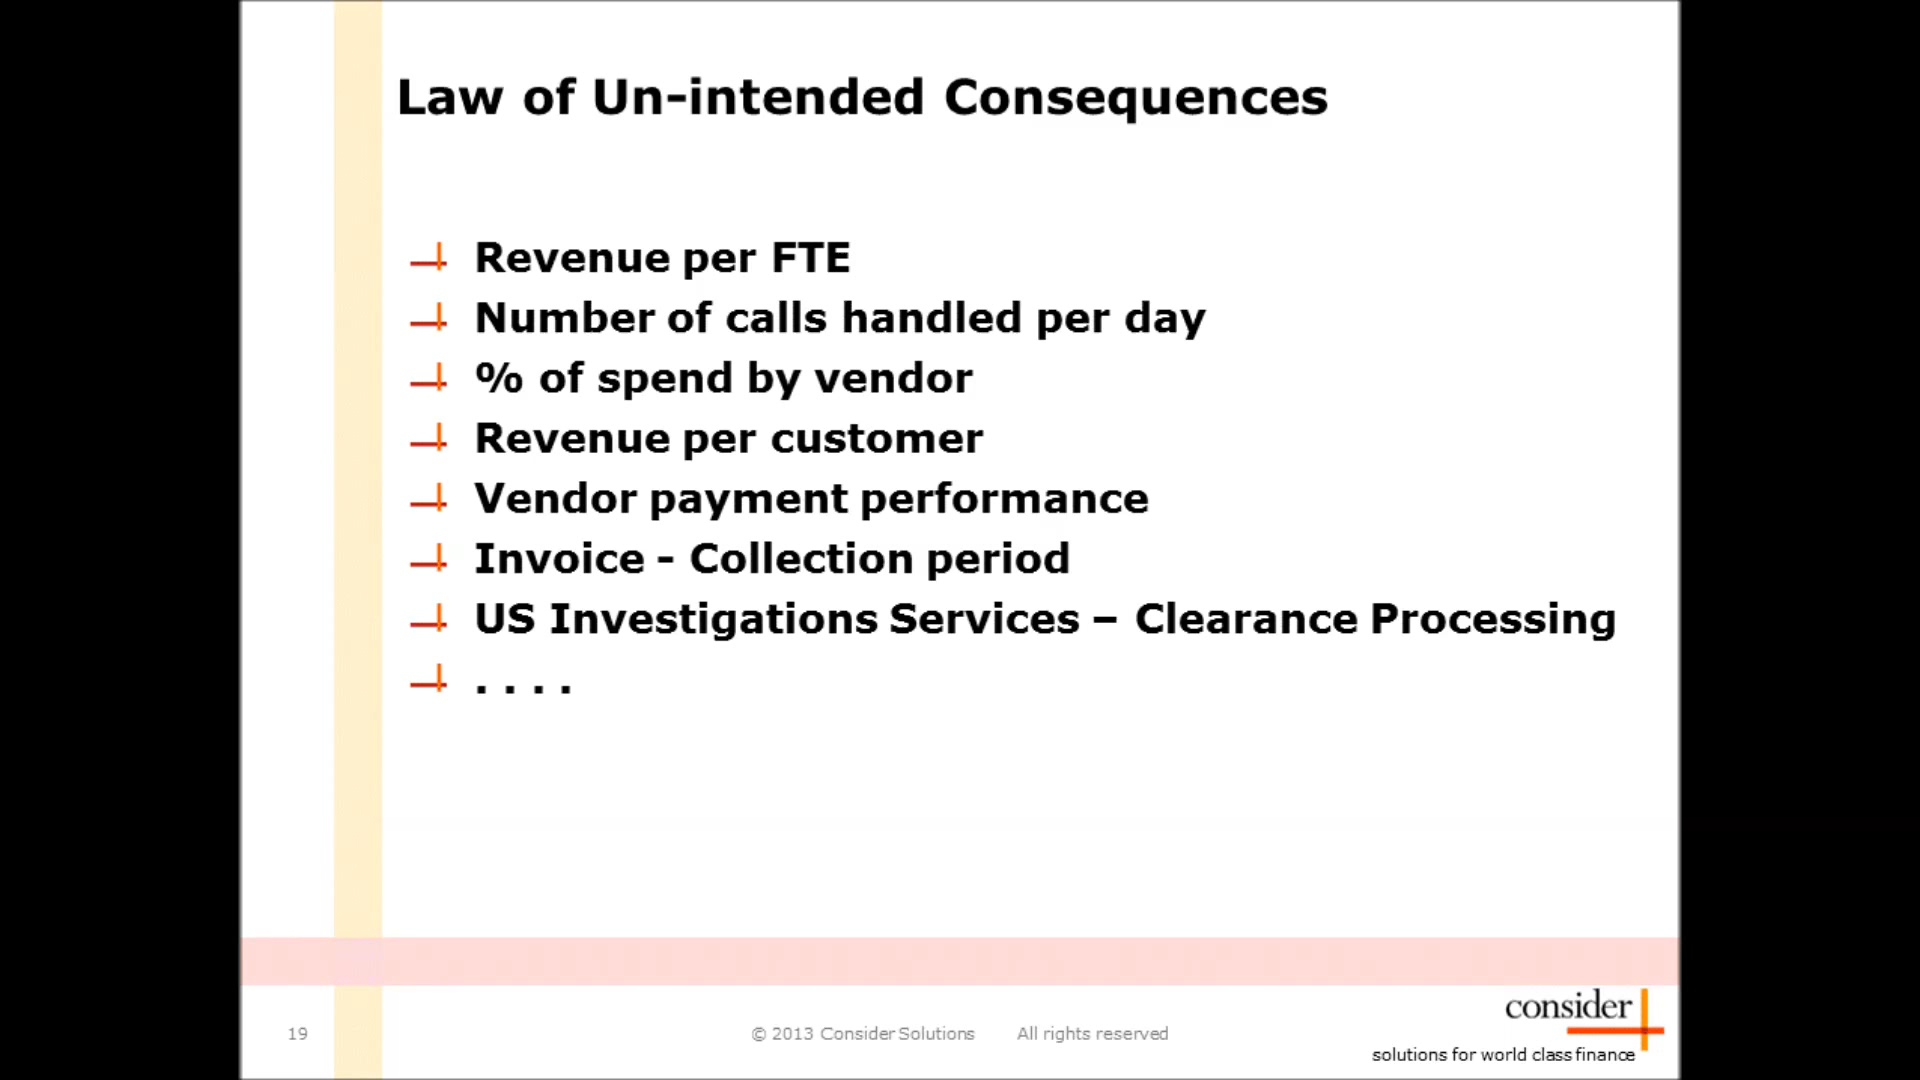 Law of Un-intended Consequences
Revenue per FTE
Number of calls handled per day
% of spend by vendor
Revenue per customer
Vendor payment performance
Invoice - Collection period
US Investigations Services – Clearance Processing
. . . .
19
© 2013 Consider Solutions All rights reserved
consider
solutions for world class finance